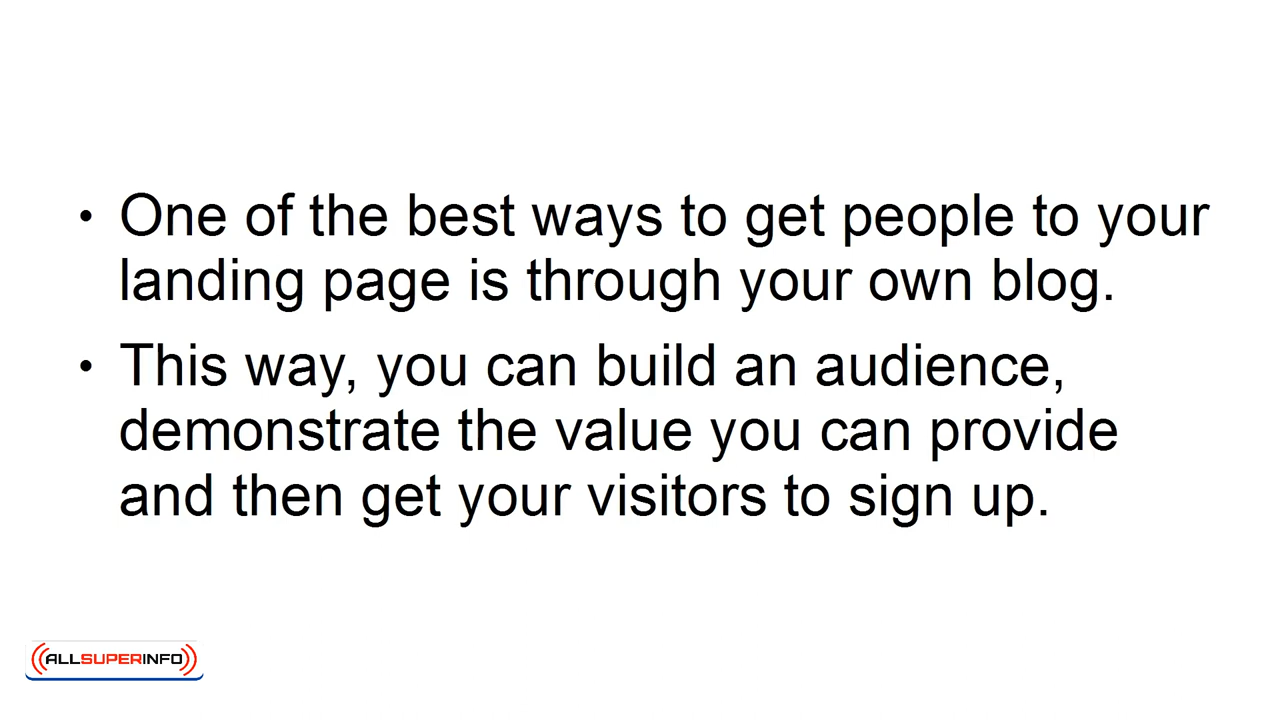 • One of the best ways to get people to your
landing page is through your own blog.
• This way, you can build an audience,
demonstrate the value you can provide
and then get your visitors to sign up.
ALLSUPERINFO